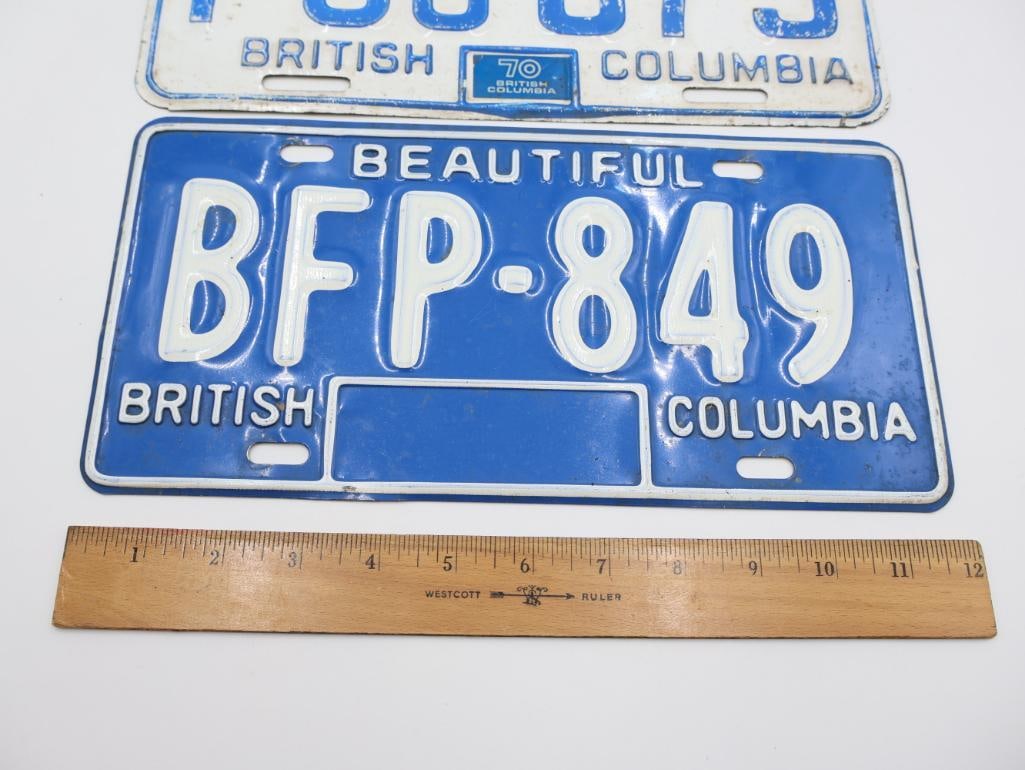 BRITISH 70 COLUMBIA
BRITISH
COLUMBIA
BEAUTIFUL
BFP-849
BRITISH COLUMBIA
1 2 3 4 5 6 7 8 9 10 11 12
WESTCOTT RULER